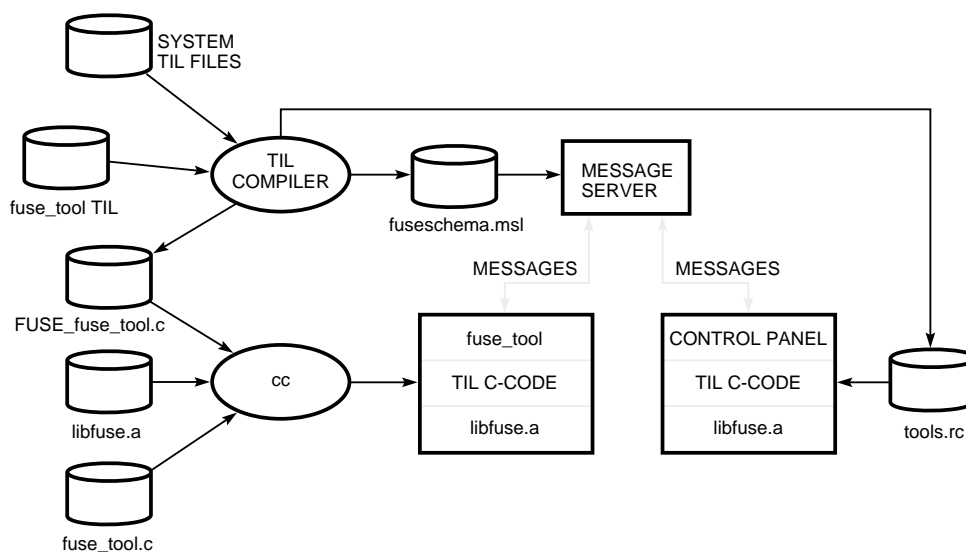 SYSTEM
TIL FILES
fuse_tool TIL
TIL
COMPILER
fuseschema.msl
MESSAGE
SERVER
FUSE_fuse_tool.c
MESSAGES
MESSAGES
libfuse.a
cc
fuse_tool
TIL C-CODE
libfuse.a
CONTROL PANEL
TIL C-CODE
libfuse.a
tools.rc
fuse_tool.c